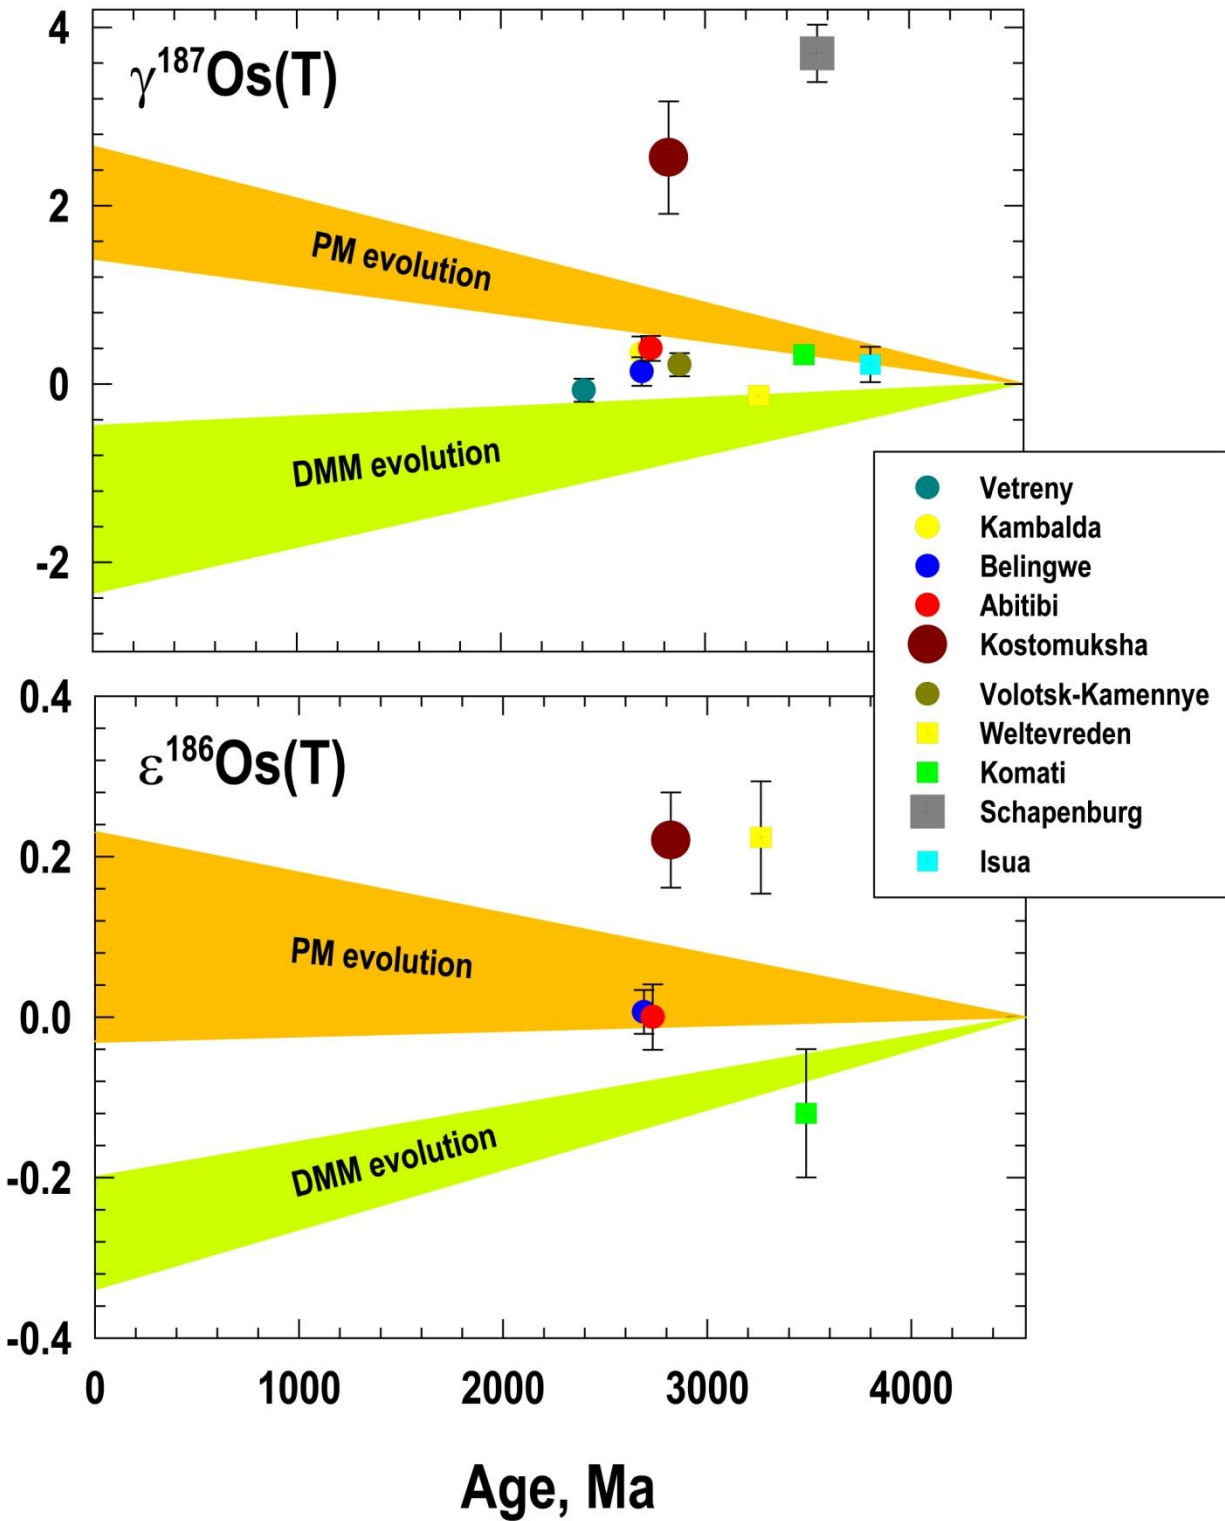 γ¹⁸⁷Os(T)
4
2
0
-2
PM evolution
DMM evolution
Vetreny
Kambalda
Belingwe
Abitibi
Kostomuksha
Volotsk-Kamennye
Weltevreden
Komati
Schapenburg
Isua
ε¹⁸⁶Os(T)
0.4
0.2
0.0
-0.2
-0.4
PM evolution
DMM evolution
0 1000 2000 3000 4000
Age, Ma